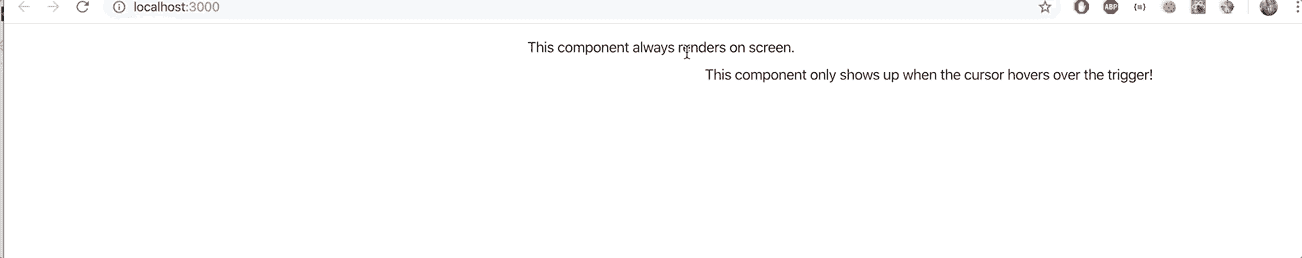 localhost:3000
ABP
This component always renders on screen.
This component only shows up when the cursor hovers over the trigger!